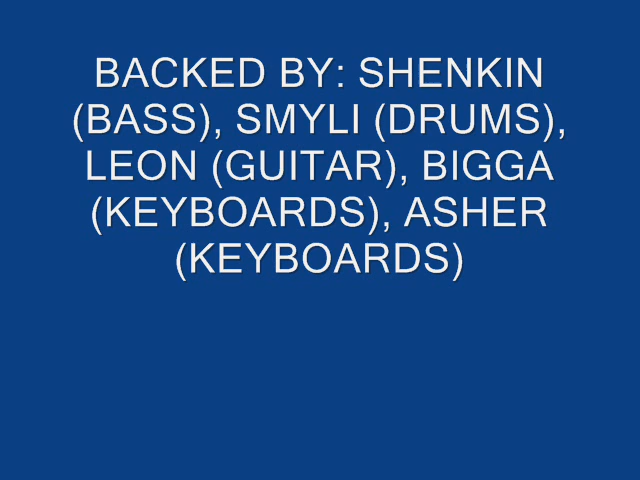 BACKED BY: SHENKIN
(BASS), SMYLI (DRUMS),
LEON (GUITAR), BIGGA
(KEYBOARDS), ASHER
(KEYBOARDS)